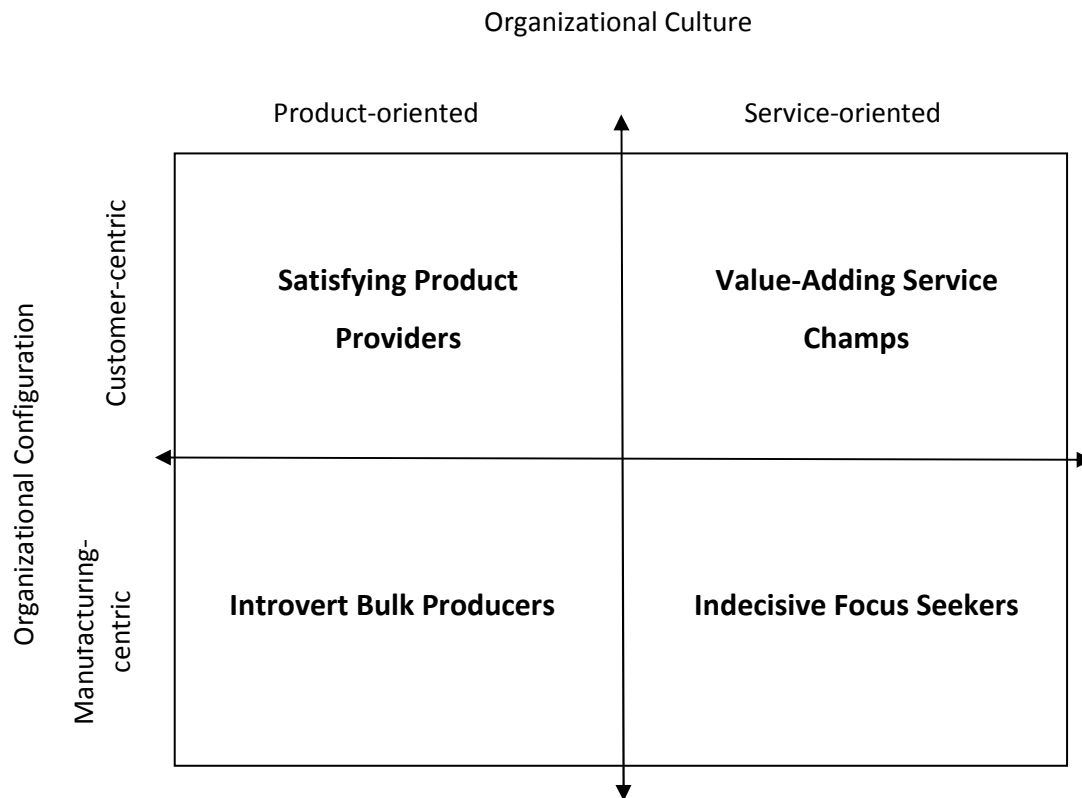 Organizational Culture
Product-oriented
Service-oriented
Organizational Configuration
Customer-centric
Satisfying Product
Providers
Value-Adding Service
Champs
Manufacturing-
centric
Introvert Bulk Producers
Indecisive Focus Seekers